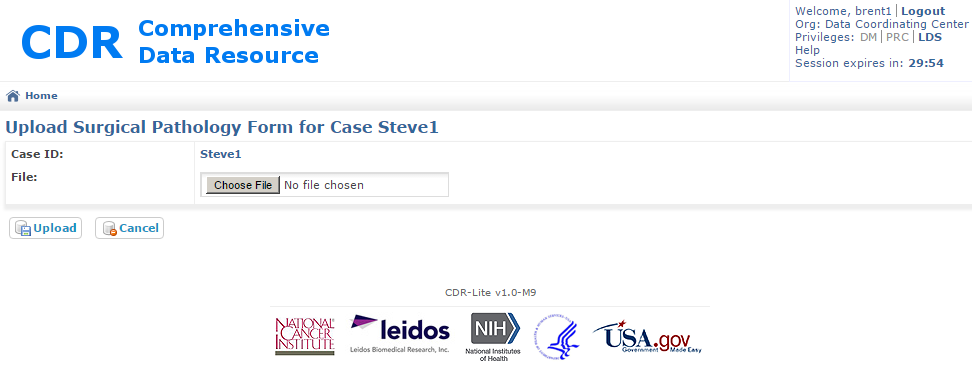 CDR Comprehensive
Data Resource
Welcome, brent1 | Logout
Org: Data Coordinating Center
Privileges: DM | PRC | LDS
Help
Session expires in: 29:54
Home
Upload Surgical Pathology Form for Case Steve1
Case ID: Steve1
File: Choose File No file chosen
Upload Cancel
CDR-Lite v1.0-M9
NATIONAL
CANCER
INSTITUTE
leidos
Leidos Biomedical Research, Inc.
NIH
National Institutes
of Health
USA.gov
Government Made Easy